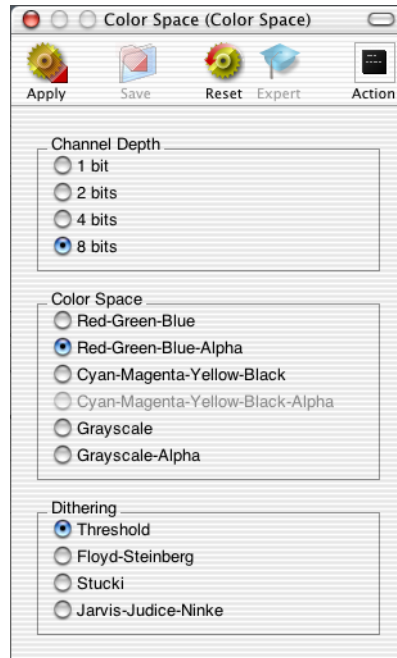 Color Space (Color Space)
Apply Save Reset Expert Action
Channel Depth
1 bit
2 bits
4 bits
8 bits
Color Space
Red-Green-Blue
Red-Green-Blue-Alpha
Cyan-Magenta-Yellow-Black
Cyan-Magenta-Yellow-Black-Alpha
Grayscale
Grayscale-Alpha
Dithering
Threshold
Floyd-Steinberg
Stucki
Jarvis-Judice-Ninke